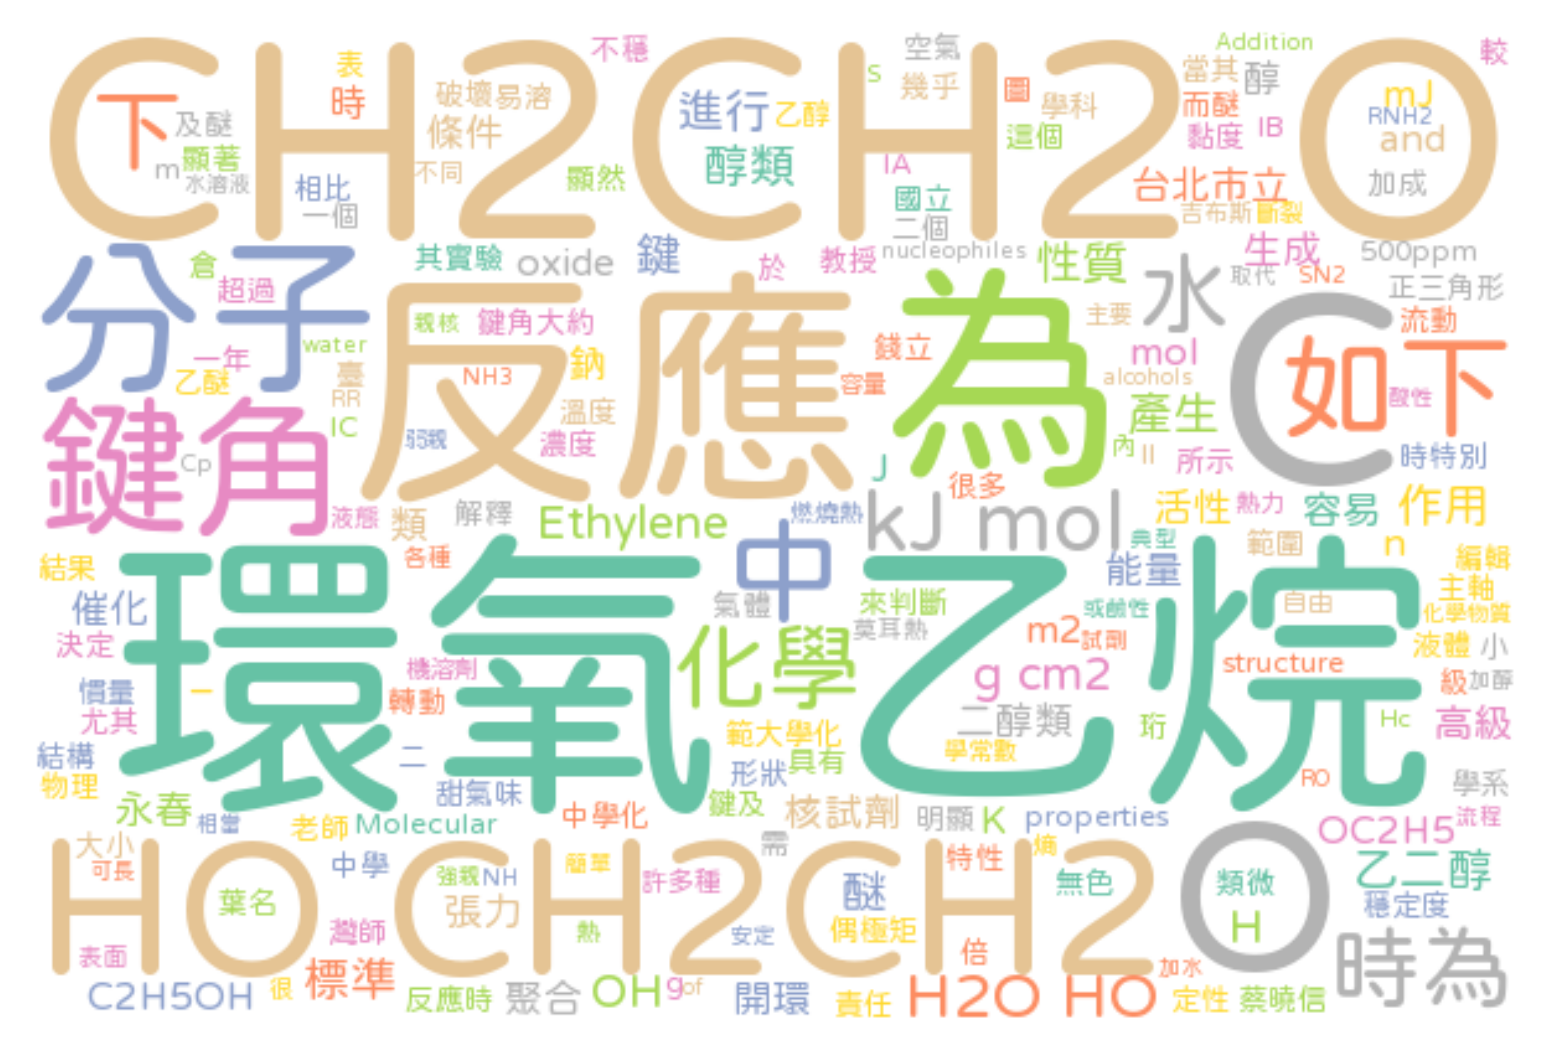 CH2CH2O
下
及醚
m
顯著
水溶液
表
時
相比
一個
破壞易溶
條件
不同
不穩
顯然
進行
乙醇
醇類
空氣
s
幾乎
IA
國立
二個
圖
學科
這個
Addition
當其
醇
而醚
黏度
IB
台北市立
吉布斯
斷裂
較
mJ
RNH2
and
加成
分子
倉
超過
其實驗
oxide
鍵
於
教授
nucleophiles
性質
生成
500ppm
水
取代
SN2
正三角形
反應
為
C
如下
親核
鍵角大約
主要
流動
water
一年
乙醚
臺
RR
IC
NH3
鈉
溫度
濃度
弱親
錢立
容量
mol
alcohols
產生
酸性
鍵角
Cp
J
很多
內
II
所示
時特別
液態
類
解釋
Ethylene
燃燒熱
kJ mol
典型
活性
熱力
容易
作用
各種
中
能量
範圍
n
編輯
結果
環氧乙烷
催化
氣體
來判斷
莫耳熱
或鹼性
自由
主軸
化學物質
決定
機溶劑
化學
m2
試劑
structure
液體
小
慣量
一
轉動
g cm2
級
加醇
尤其
範大學化
二醇類
學常數
珩
Hc
高級
結構
二
形狀
具有
RO
物理
甜氣味
學系
永春
相當
老師
Molecular
中學化
鍵及
核試劑
明顯
K
properties
OC2H5
流程
HO CH2CH2
O
大小
可長
中學
強親
NH
簡單
許多種
需
醚
特性
焓
無色
類微
乙二醇
葉名
張力
穩定度
表面
灣師
熱
安定
偶極矩
倍
H
時為
加水
C2H5OH
很
標準
反應時
聚合
OH
g
of
開環
責任
H2O
HO
定性
蔡曉信